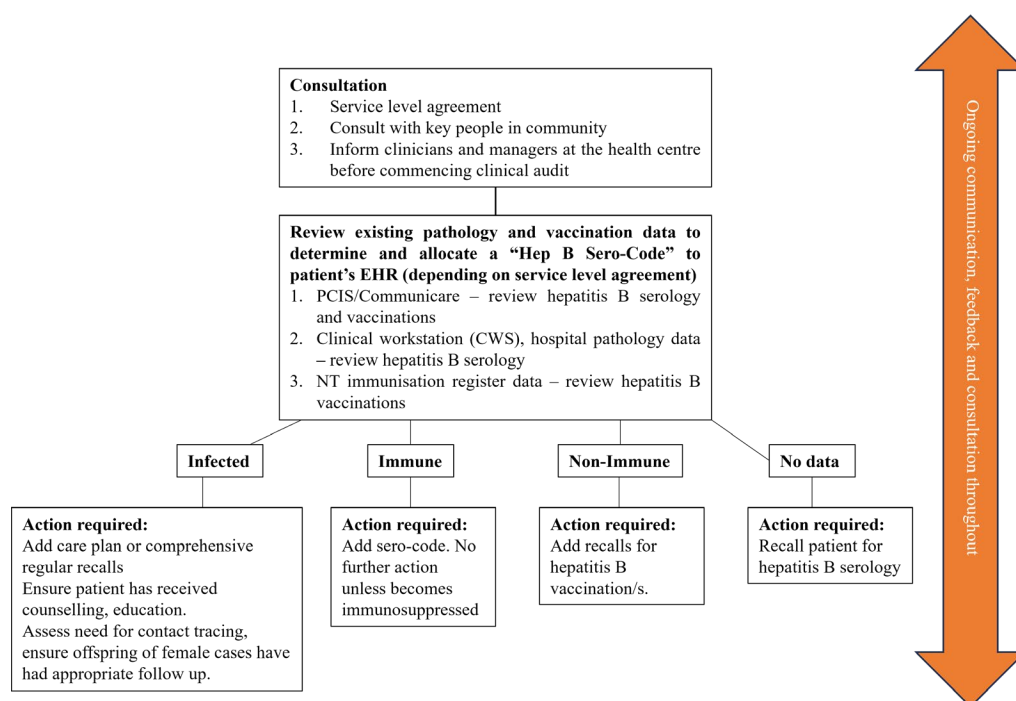 Consultation
1. Service level agreement
2. Consult with key people in community
3. Inform clinicians and managers at the health centre
before commencing clinical audit
Review existing pathology and vaccination data to
determine and allocate a “Hep B Sero-Code” to
patient’s EHR (depending on service level agreement)
1. PCIS/Communicare – review hepatitis B serology
and vaccinations
2. Clinical workstation (CWS), hospital pathology data
– review hepatitis B serology
3. NT immunisation register data – review hepatitis B
vaccinations
Infected
Immune
Non-Immune
No data
Action required:
Add care plan or comprehensive
regular recalls
Ensure patient has received
counselling, education.
Assess need for contact tracing,
ensure offspring of female cases have
had appropriate follow up.
Action required:
Add sero-code. No
further action
unless becomes
immunosuppressed
Action required:
Add recalls for
hepatitis B
vaccination/s.
Action required:
Recall patient for
hepatitis B serology
Ongoing communication, feedback and consultation throughout